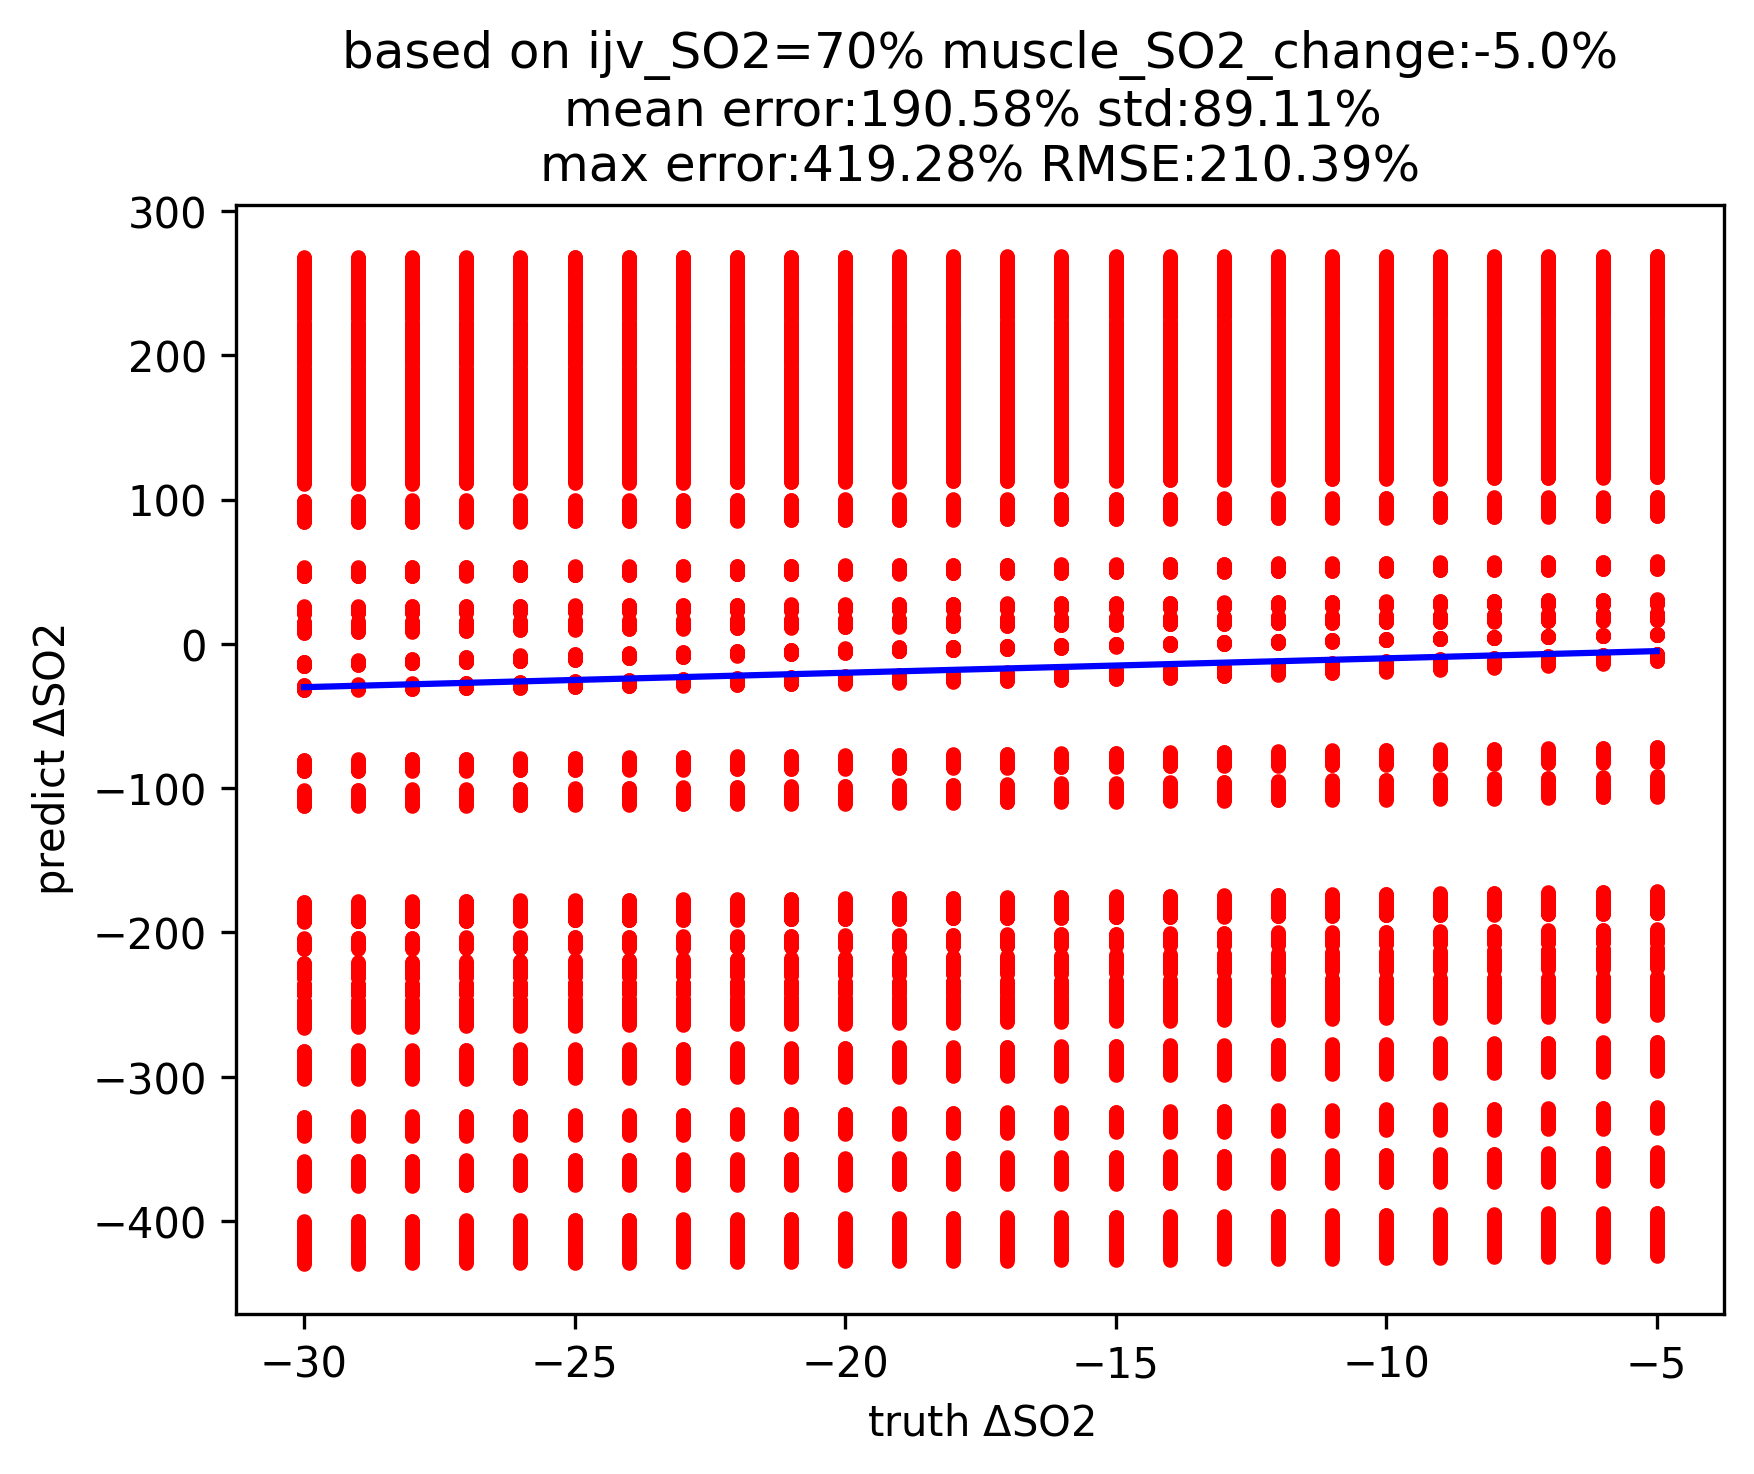 based on ijv_SO2=70% muscle_SO2_change:-5.0%
mean error:190.58% std:89.11%
max error:419.28% RMSE:210.39%
300
200
100
0
−100
−200
−300
−400
predict ΔSO2
−30 −25 −20 −15 −10 −5
truth ΔSO2